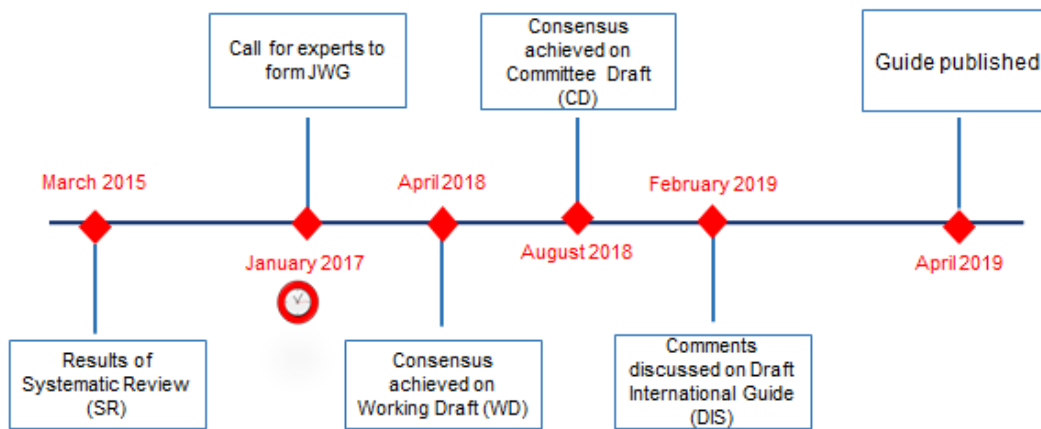 Call for experts to
form JWG
Consensus
achieved on
Committee Draft
(CD)
Guide published
March 2015
April 2018
February 2019
January 2017
August 2018
April 2019
Results of
Systematic Review
(SR)
Consensus
achieved on
Working Draft (WD)
Comments
discussed on Draft
International Guide
(DIS)